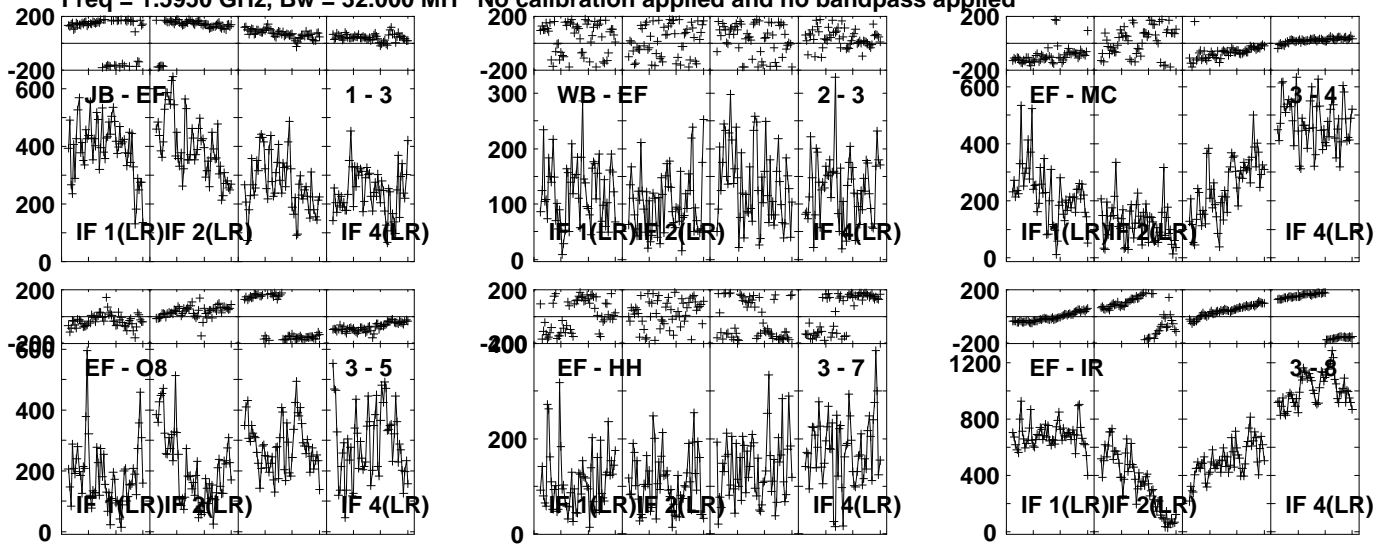 Freq = 1.5950 GHz, Bw = 32.000 MH No calibration applied and no bandpass applied
200
-200
600
400
200
0
JB - EF 1 - 3
IF 1(LR) IF 2(LR) IF 4(LR)
200
-200
300
200
100
0
WB - EF 2 - 3
IF 1(LR) IF 2(LR) IF 4(LR)
200
-200
600
400
200
0
EF - MC 3 - 4
IF 1(LR) IF 2(LR) IF 4(LR)
200
-200
600
400
200
0
EF - O8 3 - 5
IF 1(LR) IF 2(LR) IF 4(LR)
200
-200
400
200
0
EF - HH 3 - 7
IF 1(LR) IF 2(LR) IF 4(LR)
200
-200
1200
800
400
0
EF - IR 3 - 8
IF 1(LR) IF 2(LR) IF 4(LR)